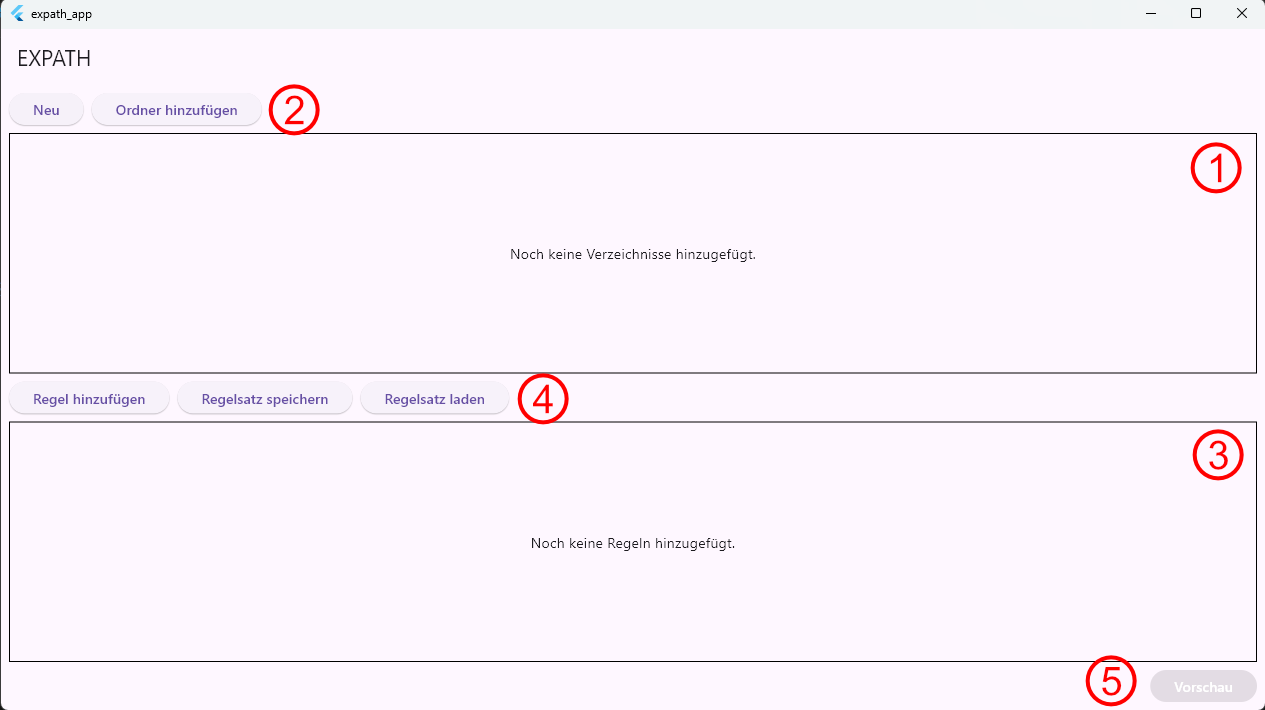 expath_app
EXPATH
Neu Ordner hinzufügen 2
1
Noch keine Verzeichnisse hinzugefügt.
Regel hinzufügen Regelsatz speichern Regelsatz laden 4
3
Noch keine Regeln hinzugefügt.
5 Vorschau